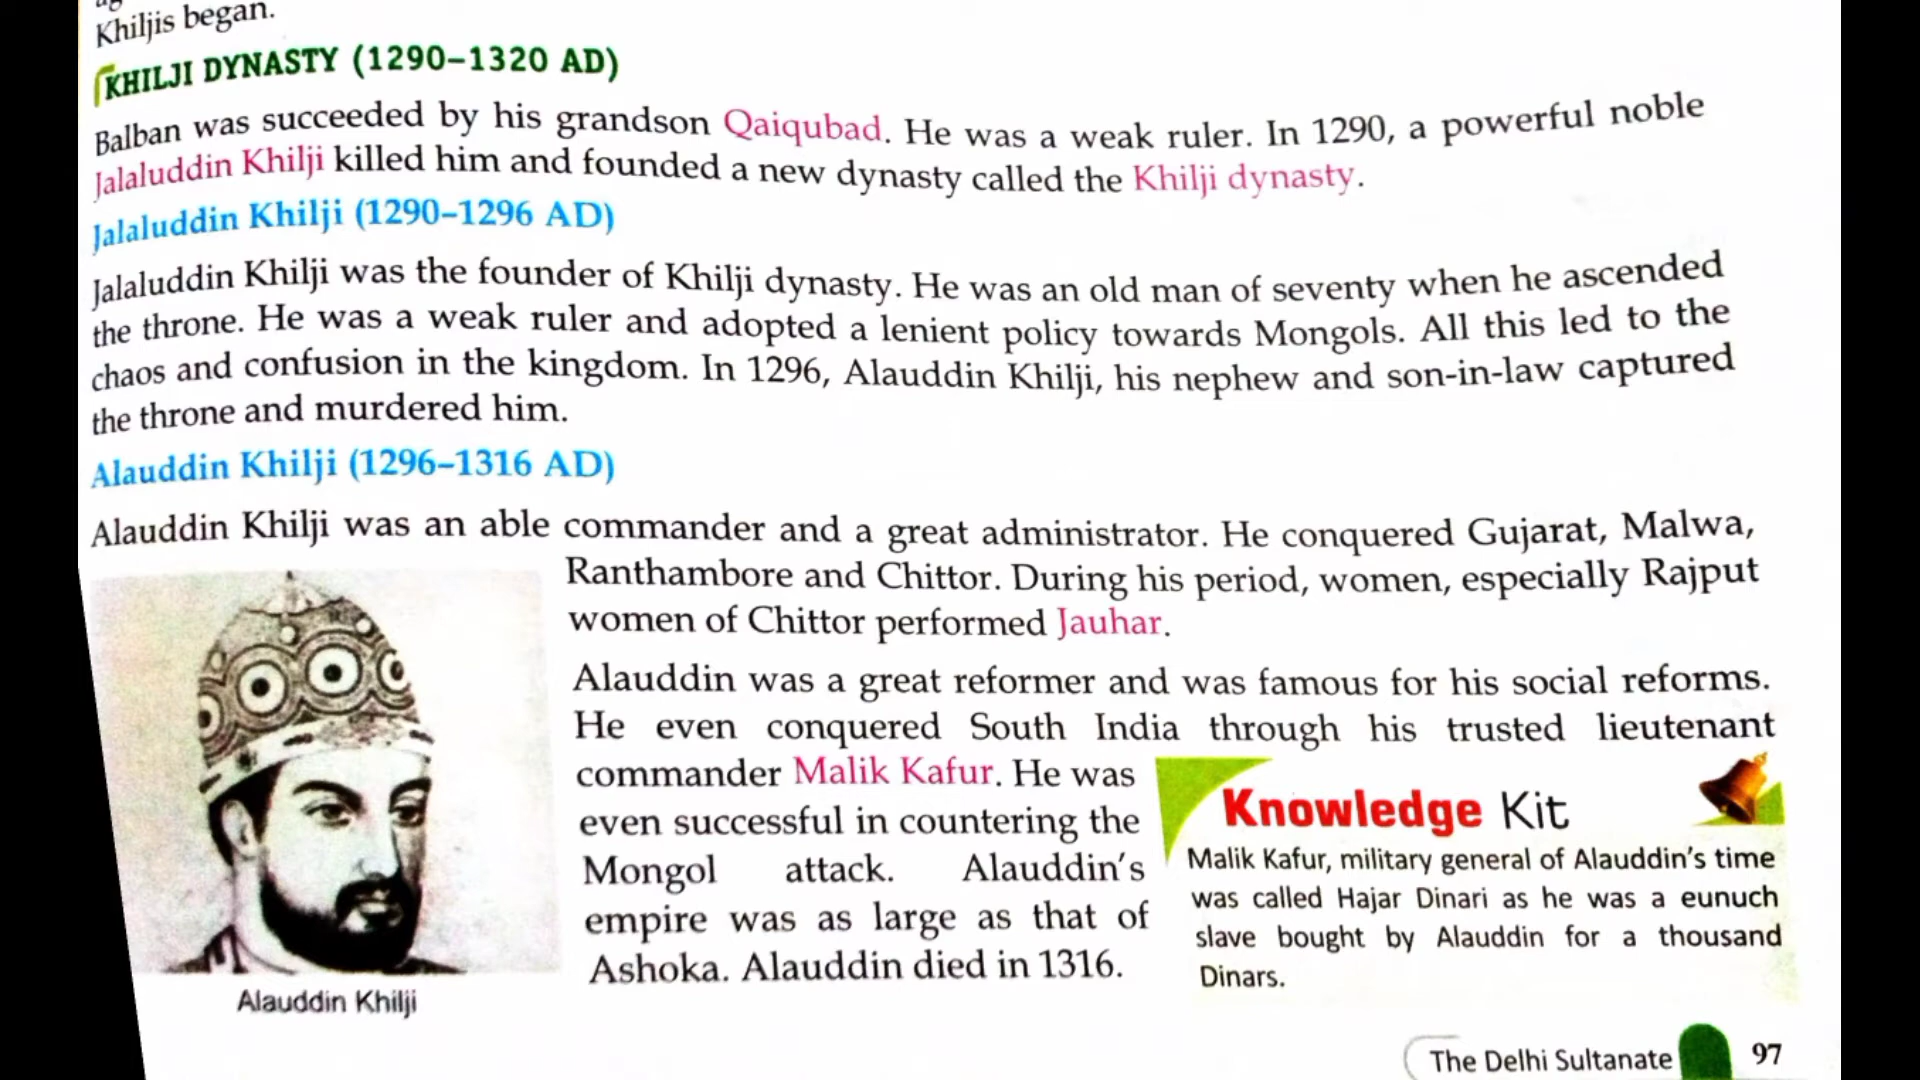 Khiljis began.
KHILJI DYNASTY (1290–1320 AD)
Balban was succeeded by his grandson Qaiqubad. He was a weak ruler. In 1290, a powerful noble
Jalaluddin Khilji killed him and founded a new dynasty called the Khilji dynasty.
Jalaluddin Khilji (1290–1296 AD)
Jalaluddin Khilji was the founder of Khilji dynasty. He was an old man of seventy when he ascended
the throne. He was a weak ruler and adopted a lenient policy towards Mongols. All this led to the
chaos and confusion in the kingdom. In 1296, Alauddin Khilji, his nephew and son-in-law captured
the throne and murdered him.
Alauddin Khilji (1296–1316 AD)
Alauddin Khilji was an able commander and a great administrator. He conquered Gujarat, Malwa,
Ranthambore and Chittor. During his period, women, especially Rajput
women of Chittor performed Jauhar.
Alauddin was a great reformer and was famous for his social reforms.
He even conquered South India through his trusted lieutenant
commander Malik Kafur. He was
even successful in countering the
Mongol attack. Alauddin's
empire was as large as that of
Ashoka. Alauddin died in 1316.
Alauddin Khilji
Knowledge Kit
Malik Kafur, military general of Alauddin's time
was called Hajar Dinari as he was a eunuch
slave bought by Alauddin for a thousand
Dinars.
The Delhi Sultanate 97